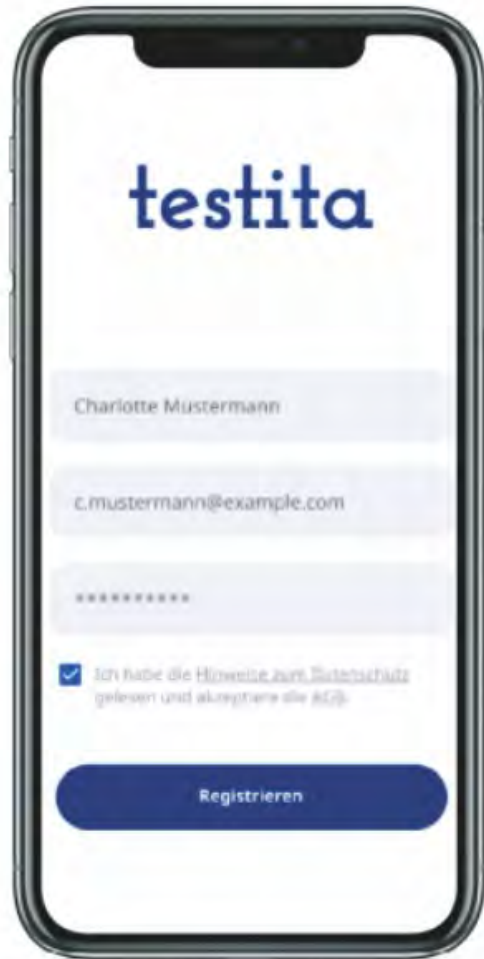 testita
Charlotte Mustermann
c.mustermann@example.com
**********
Ich habe die Hinweise zum Datenschutz
gelesen und akzeptiere die AGB.
Registrieren